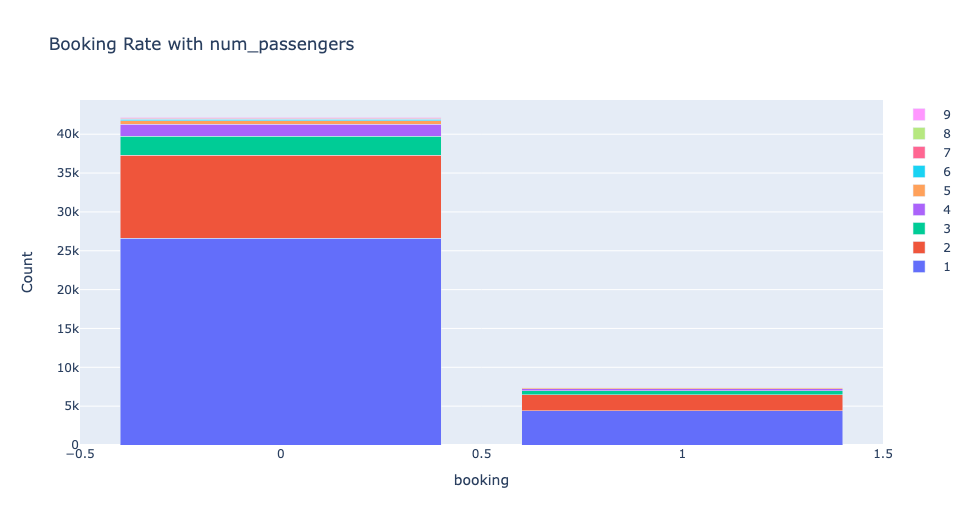 Booking Rate with num_passengers
9
8
7
6
5
4
3
2
1
40k
35k
30k
25k
20k
15k
10k
5k
0
Count
−0.5
0
0.5
1
1.5
booking